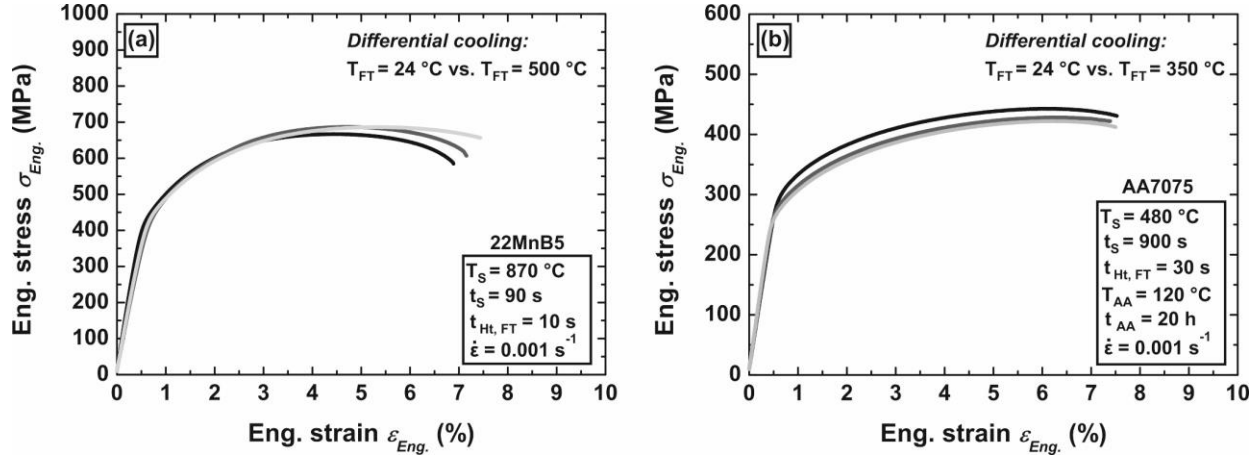 (a)
Differential cooling:
T_FT = 24 °C vs. T_FT = 500 °C
1000
900
800
700
600
500
400
300
200
100
0
Eng. stress σ_Eng. (MPa)
22MnB5
T_S = 870 °C
t_S = 90 s
t_Ht, FT = 10 s
ε̇ = 0.001 s⁻¹
0 1 2 3 4 5 6 7 8 9 10
Eng. strain ε_Eng. (%)
(b)
Differential cooling:
T_FT = 24 °C vs. T_FT = 350 °C
600
500
400
300
200
100
0
Eng. stress σ_Eng. (MPa)
AA7075
T_S = 480 °C
t_S = 900 s
t_Ht, FT = 30 s
T_AA = 120 °C
t_AA = 20 h
ε̇ = 0.001 s⁻¹
0 1 2 3 4 5 6 7 8 9 10
Eng. strain ε_Eng. (%)